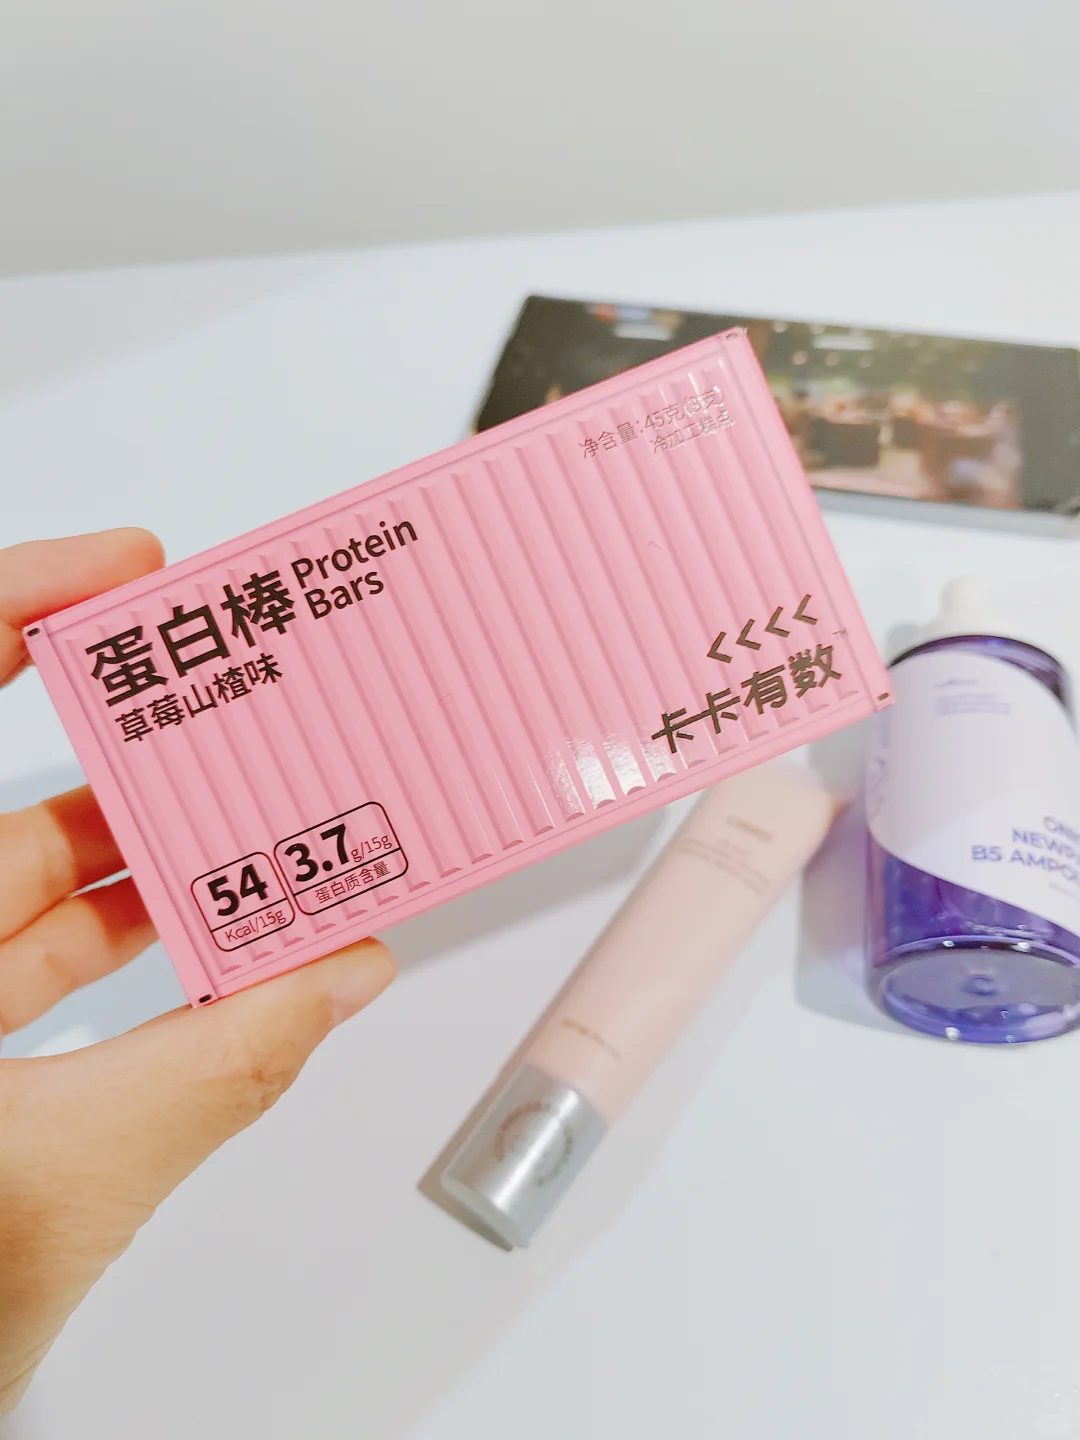 净含量:45克(3支)
冷加工糕点
蛋白棒
Protein
Bars
草莓山楂味
<<<<
卡卡有数™
54
Kcal/15g
3.7g/15g
蛋白质含量
B5